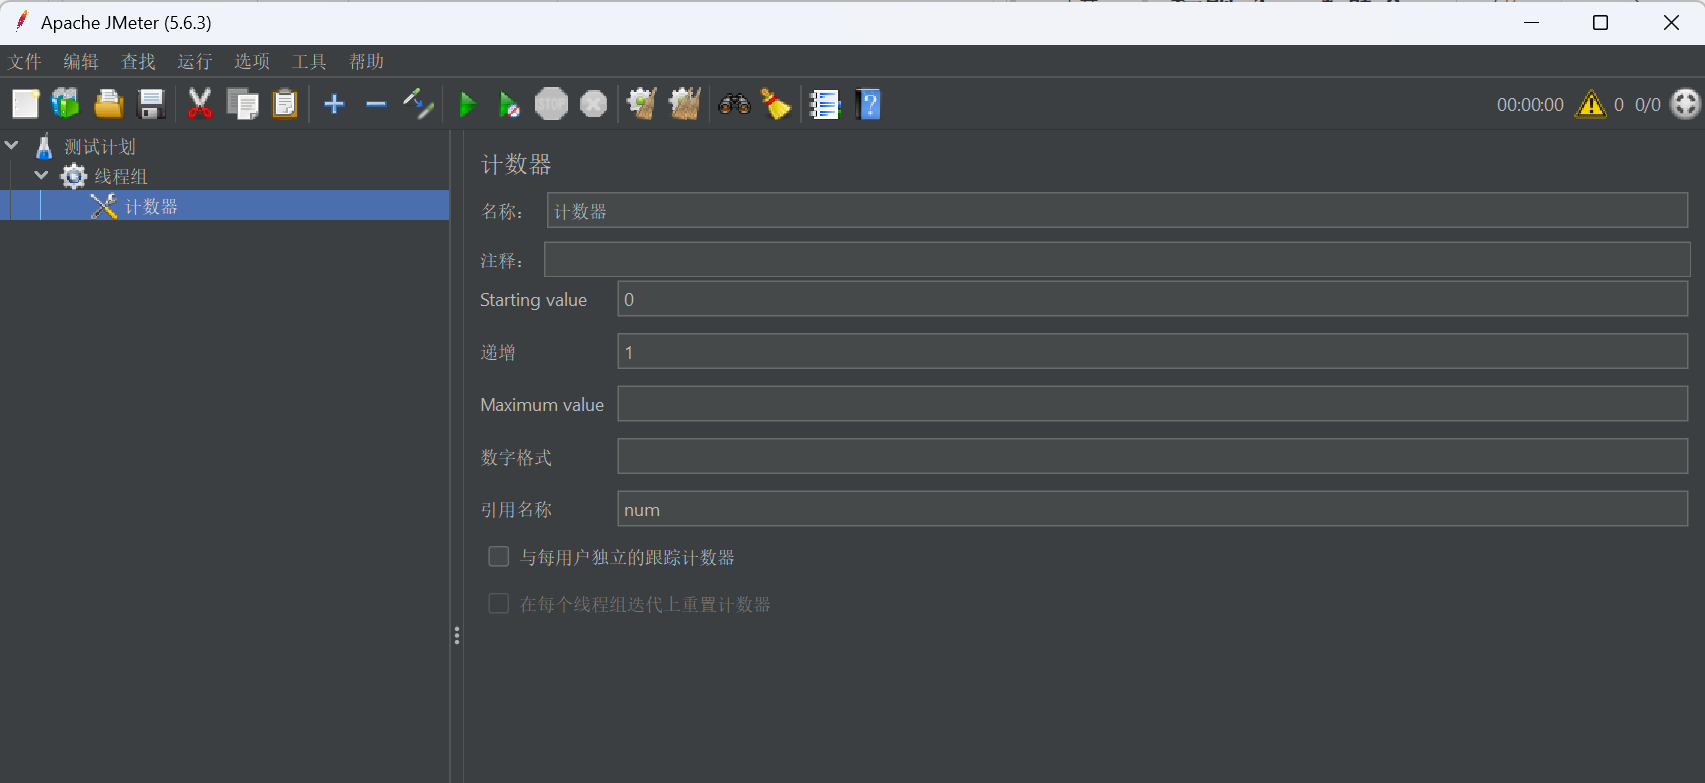 Apache JMeter (5.6.3)
文件 编辑 查找 运行 选项 工具 帮助
STOP
00:00:00 0 0/0
测试计划
线程组
计数器
计数器
名称： 计数器
注释：
Starting value 0
递增 1
Maximum value
数字格式
引用名称 num
与每用户独立的跟踪计数器
在每个线程组迭代上重置计数器